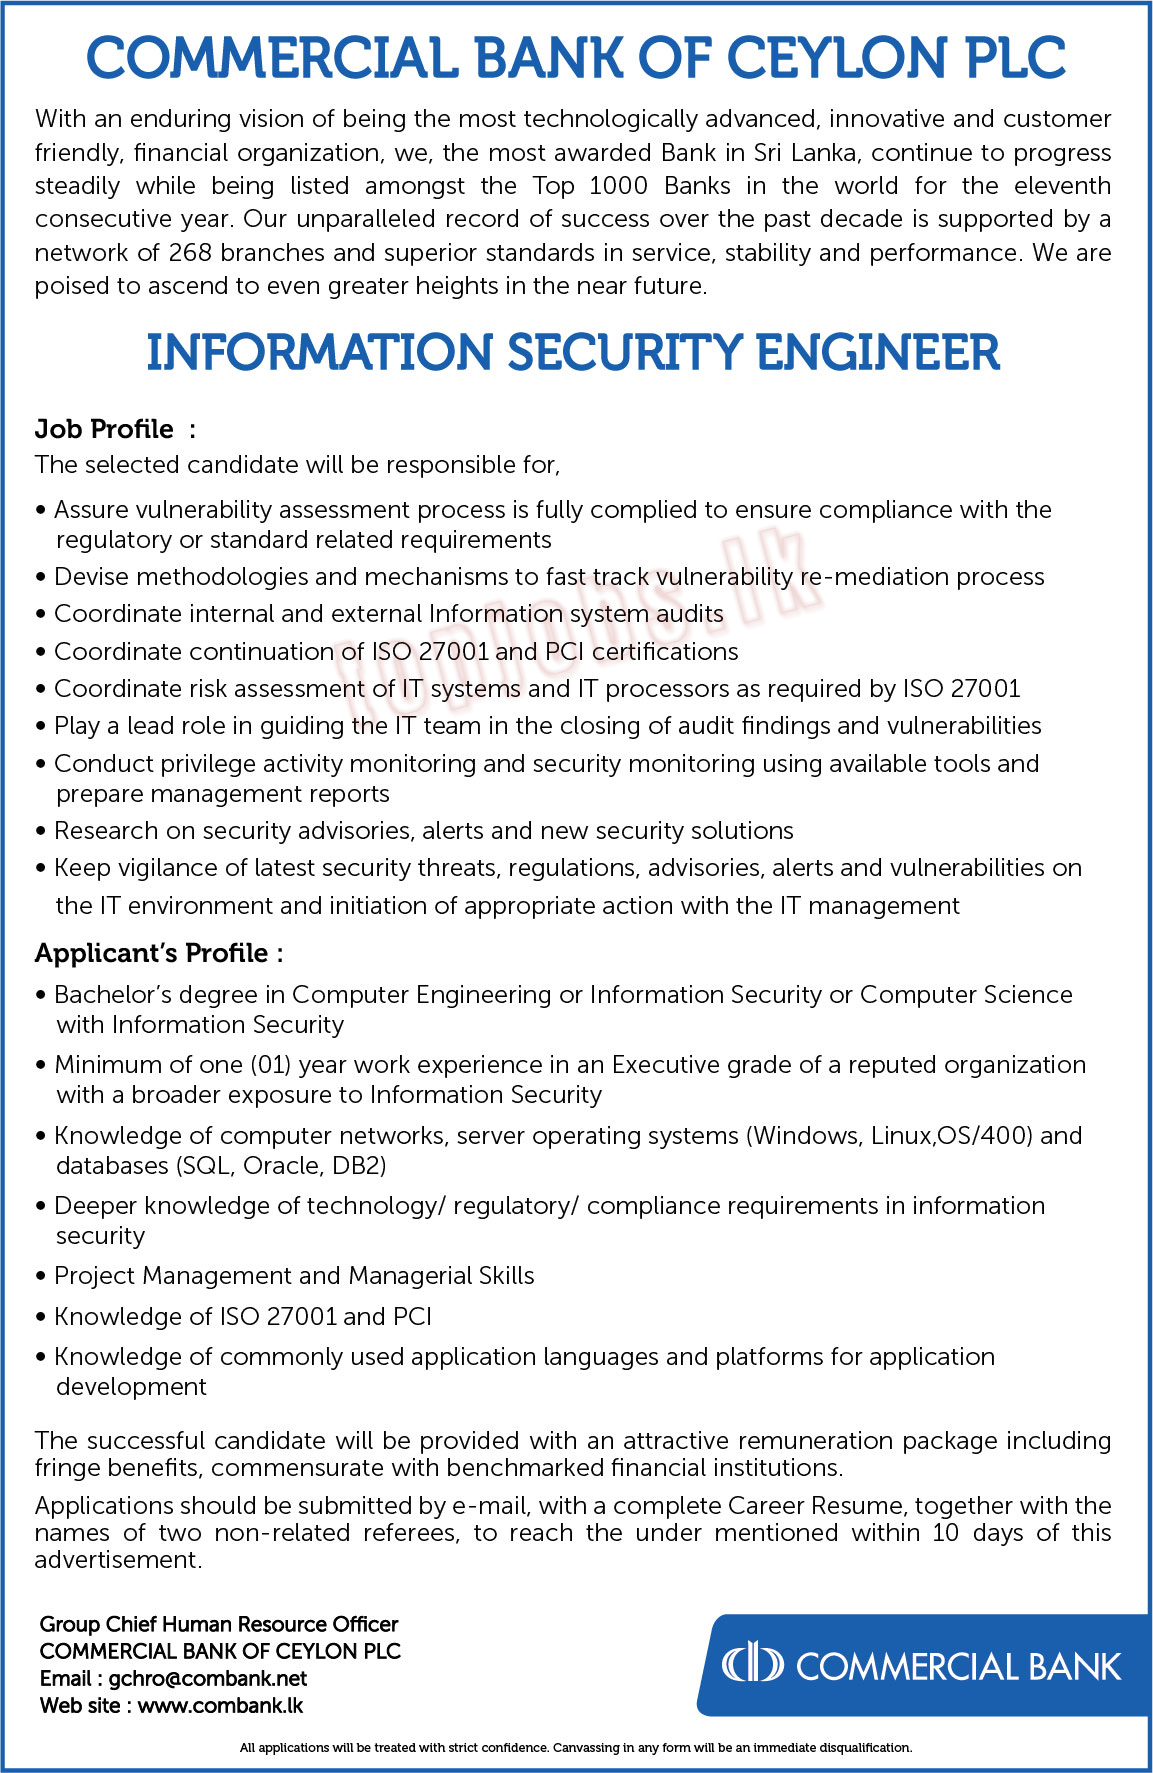 COMMERCIAL BANK OF CEYLON PLC
With an enduring vision of being the most technologically advanced, innovative and customer
friendly, financial organization, we, the most awarded Bank in Sri Lanka, continue to progress
steadily while being listed amongst the Top 1000 Banks in the world for the eleventh
consecutive year. Our unparalleled record of success over the past decade is supported by a
network of 268 branches and superior standards in service, stability and performance. We are
poised to ascend to even greater heights in the near future.
INFORMATION SECURITY ENGINEER
Job Profile :
The selected candidate will be responsible for,
• Assure vulnerability assessment process is fully complied to ensure compliance with the
regulatory or standard related requirements
• Devise methodologies and mechanisms to fast track vulnerability re-mediation process
• Coordinate internal and external Information system audits
• Coordinate continuation of ISO 27001 and PCI certifications
• Coordinate risk assessment of IT systems and IT processors as required by ISO 27001
• Play a lead role in guiding the IT team in the closing of audit findings and vulnerabilities
• Conduct privilege activity monitoring and security monitoring using available tools and
prepare management reports
• Research on security advisories, alerts and new security solutions
• Keep vigilance of latest security threats, regulations, advisories, alerts and vulnerabilities on
the IT environment and initiation of appropriate action with the IT management
topjobs.lk
Applicant's Profile :
• Bachelor's degree in Computer Engineering or Information Security or Computer Science
with Information Security
• Minimum of one (01) year work experience in an Executive grade of a reputed organization
with a broader exposure to Information Security
• Knowledge of computer networks, server operating systems (Windows, Linux,OS/400) and
databases (SQL, Oracle, DB2)
• Deeper knowledge of technology/ regulatory/ compliance requirements in information
security
• Project Management and Managerial Skills
• Knowledge of ISO 27001 and PCI
• Knowledge of commonly used application languages and platforms for application
development
The successful candidate will be provided with an attractive remuneration package including
fringe benefits, commensurate with benchmarked financial institutions.
Applications should be submitted by e-mail, with a complete Career Resume, together with the
names of two non-related referees, to reach the under mentioned within 10 days of this
advertisement.
Group Chief Human Resource Officer
COMMERCIAL BANK OF CEYLON PLC
Email : gchro@combank.net
Web site : www.combank.lk
COMMERCIAL BANK
All applications will be treated with strict confidence. Canvassing in any form will be an immediate disqualification.